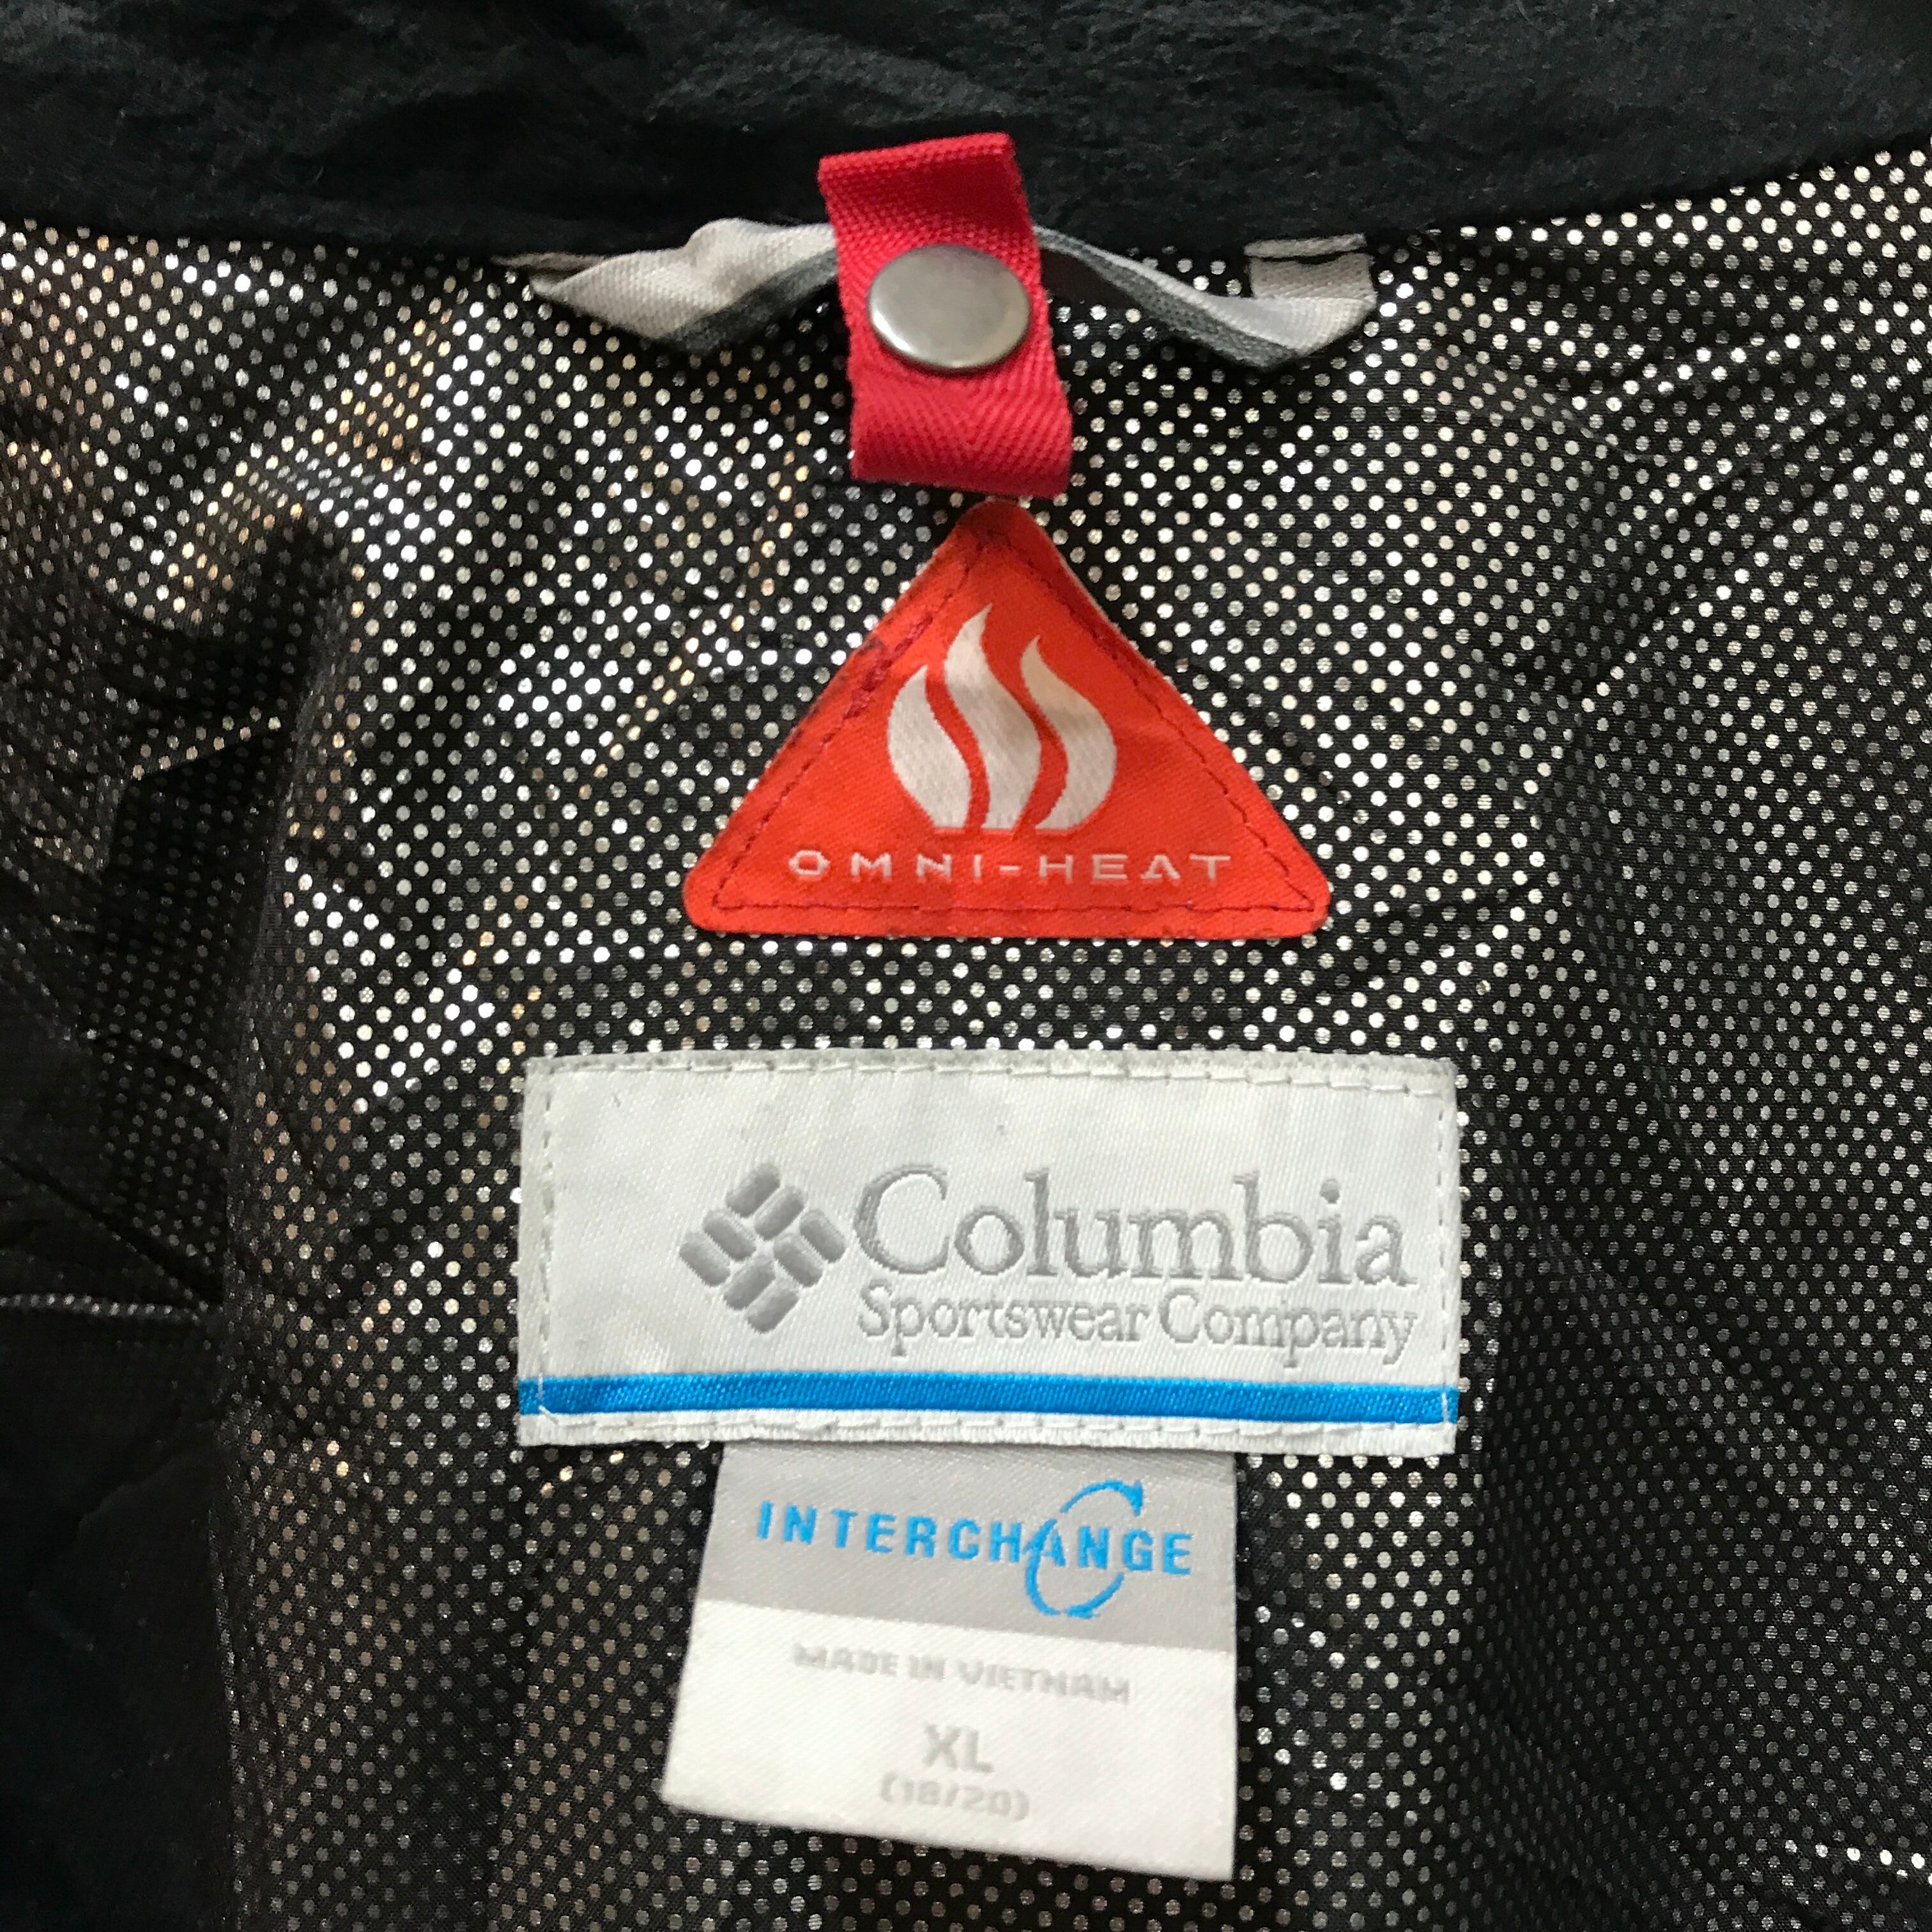 OMNI-HEAT
Columbia
Sportswear Company
INTERCHANGE
MADE IN VIETNAM
XL
(18/20)